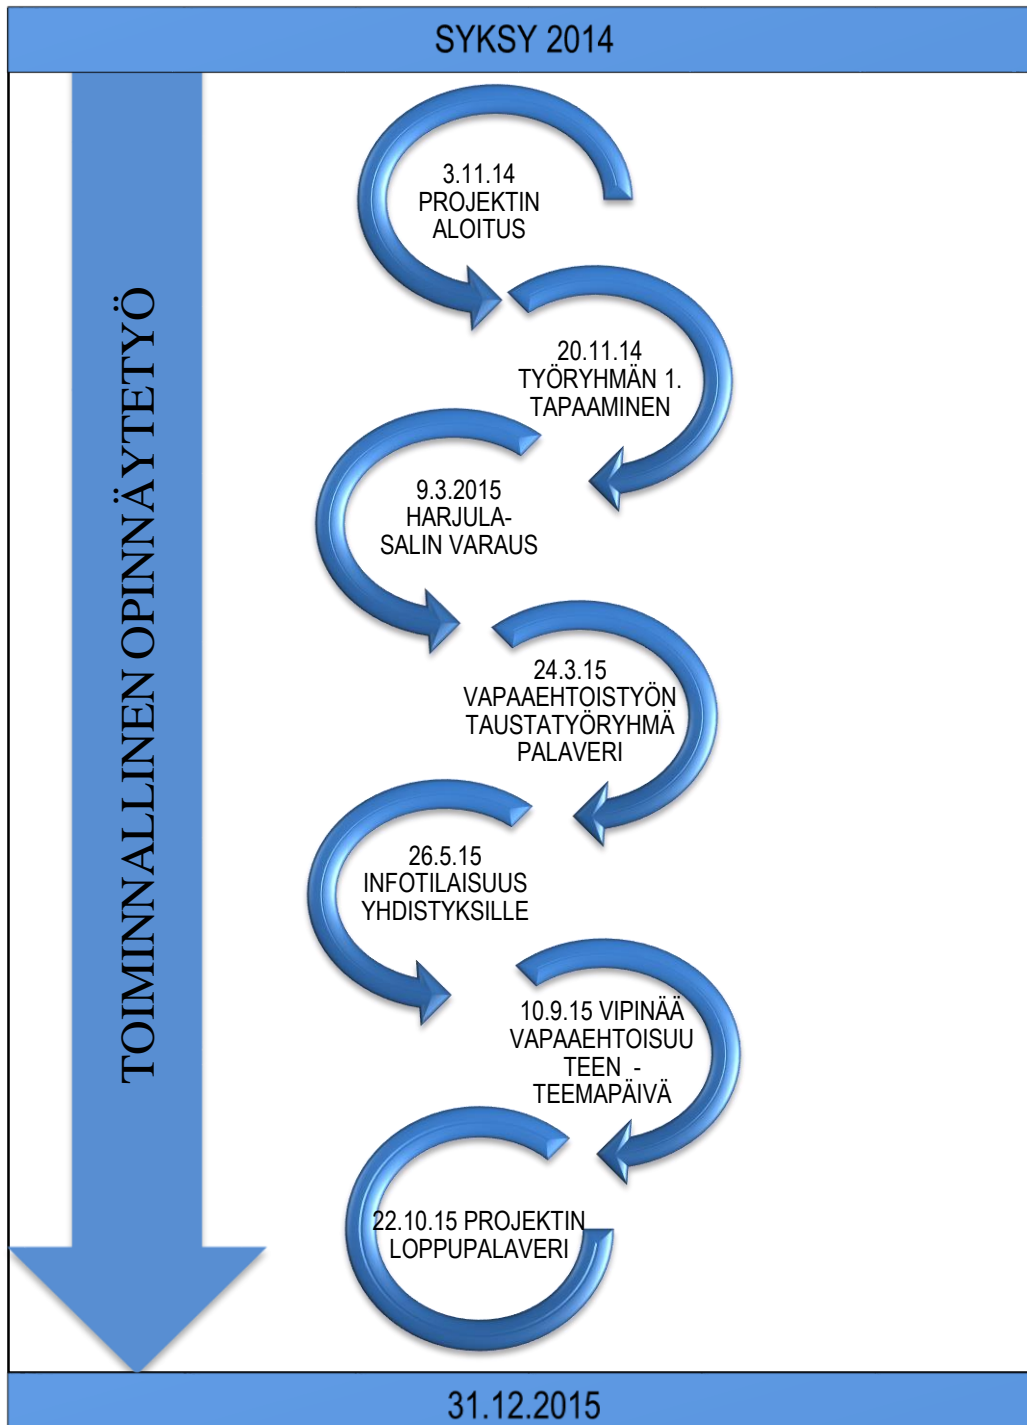 SYKSY 2014
TOIMINNALLINEN OPINNÄYTETYÖ
3.11.14
PROJEKTIN
ALOITUS
20.11.14
TYÖRYHMÄN 1.
TAPAAMINEN
9.3.2015
HARJULA-
SALIN VARAUS
24.3.15
VAPAAEHTOISTYÖN
TAUSTATYÖRYHMÄ
PALAVERI
26.5.15
INFOTILAISUUS
YHDISTYKSILLE
10.9.15 VIPINÄÄ
VAPAAEHTOISUU
TEEN -
TEEMAPÄIVÄ
22.10.15 PROJEKTIN
LOPPUPALAVERI
31.12.2015